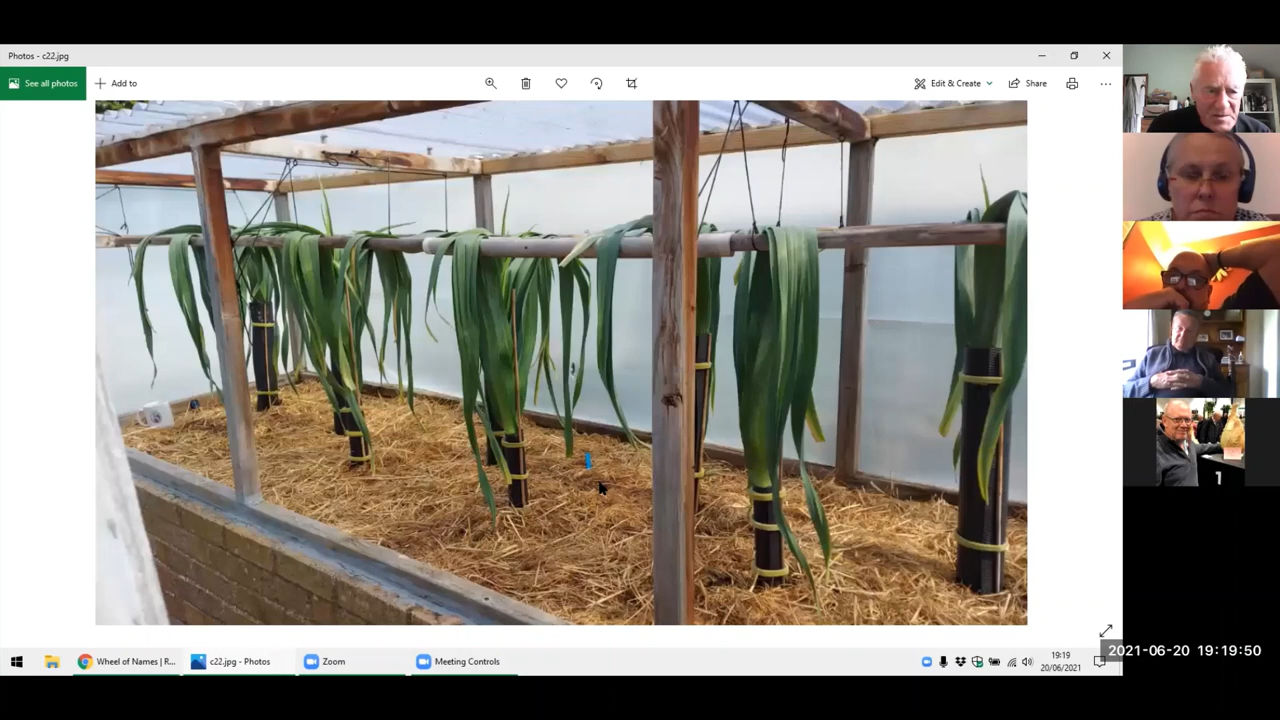 Photos - c22.jpg
See all photos
Add to
Edit & Create
Share
1
Wheel of Names | R...
c22.jpg - Photos
Zoom
Meeting Controls
19:19
20/06/2021
2021-06-20 19:19:50